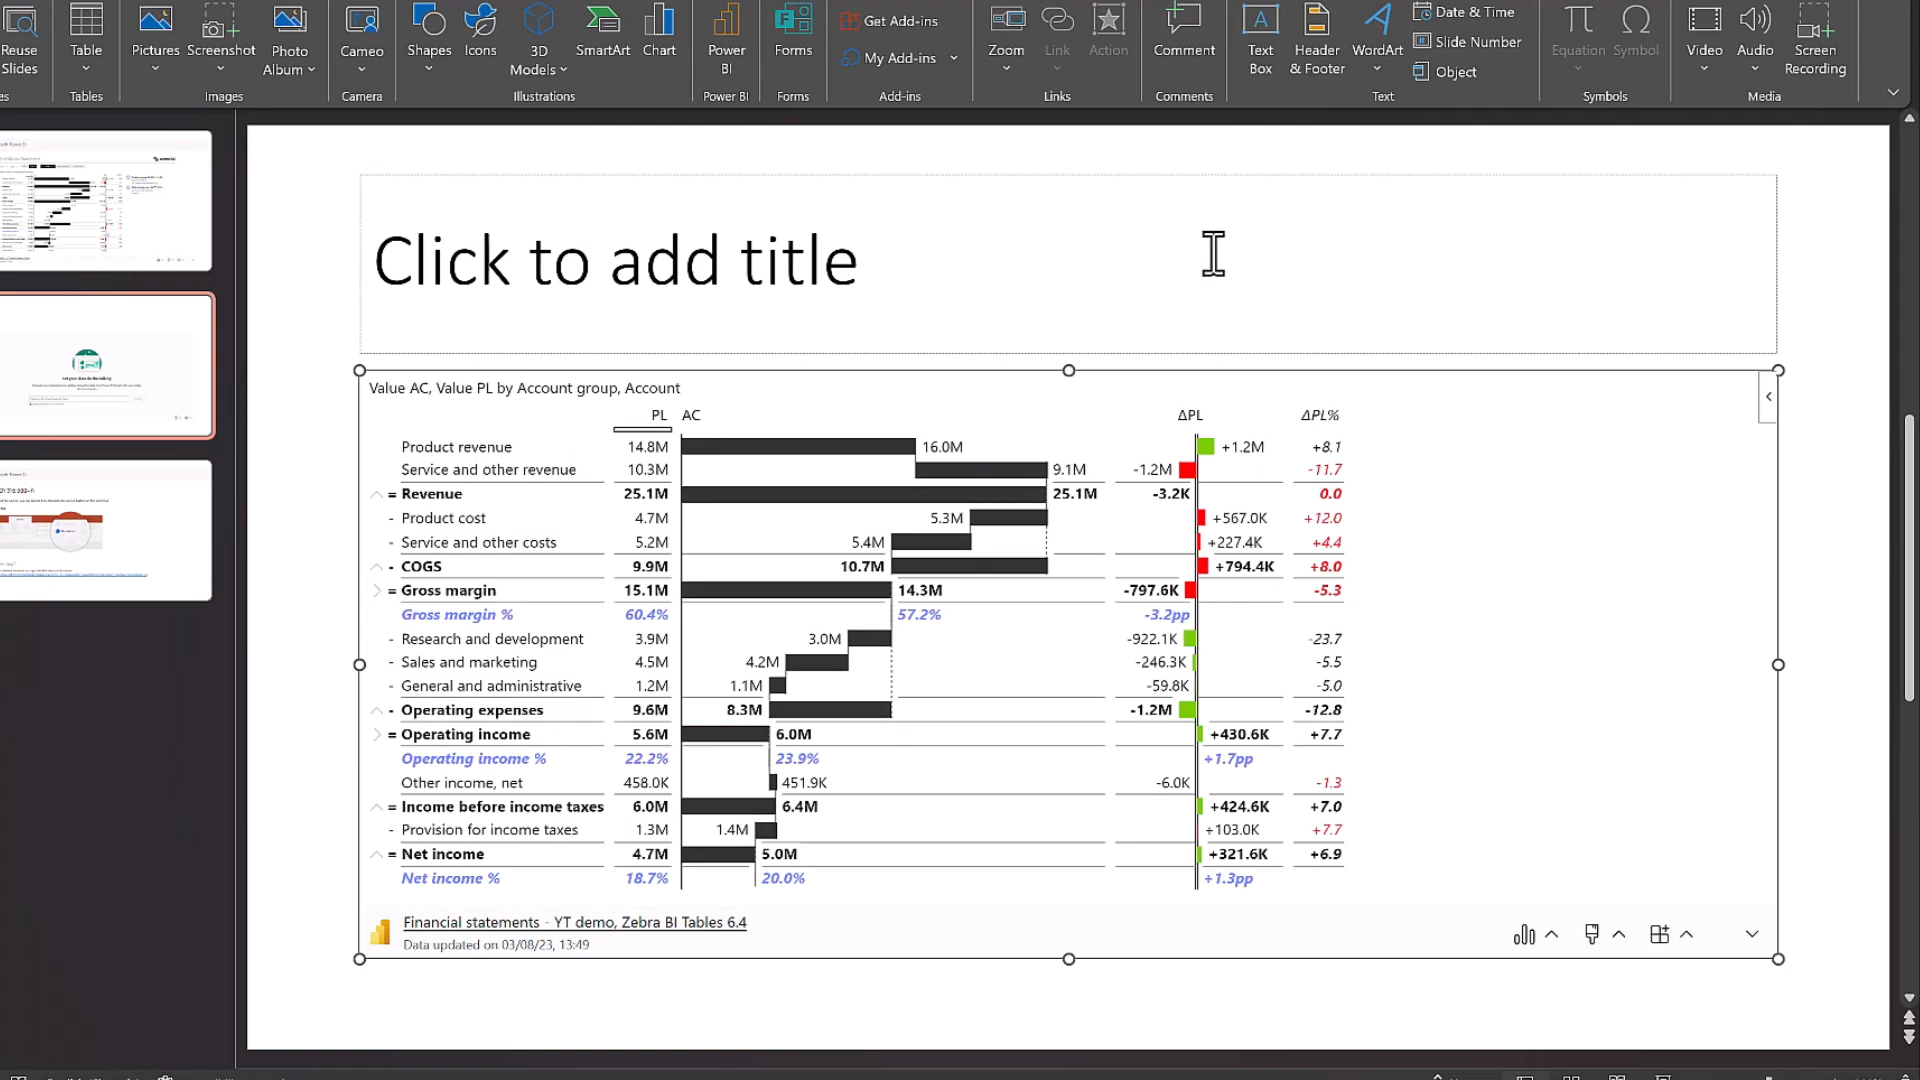 Reuse Slides
Table
Pictures
Screenshot
Photo Album
Cameo
Shapes
Icons
3D Models
SmartArt
Chart
Power BI
Forms
Get Add-ins
My Add-ins
Zoom
Link
Action
Comment
Text Box
Header & Footer
WordArt
Date & Time
Slide Number
Object
Equation
Symbol
Video
Audio
Screen Recording
Tables
Images
Camera
Illustrations
Power BI
Forms
Add-ins
Links
Comments
Text
Symbols
Media
Click to add title
Value AC, Value PL by Account group, Account
PL AC ΔPL ΔPL%
Product revenue 14.8M 16.0M +1.2M +8.1
Service and other revenue 10.3M 9.1M -1.2M -11.7
= Revenue 25.1M 25.1M -3.2K 0.0
- Product cost 4.7M 5.3M +567.0K +12.0
- Service and other costs 5.2M 5.4M +227.4K +4.4
- COGS 9.9M 10.7M +794.4K +8.0
= Gross margin 15.1M 14.3M -797.6K -5.3
Gross margin % 60.4% 57.2% -3.2pp
- Research and development 3.9M 3.0M -922.1K -23.7
- Sales and marketing 4.5M 4.2M -246.3K -5.5
- General and administrative 1.2M 1.1M -59.8K -5.0
- Operating expenses 9.6M 8.3M -1.2M -12.8
= Operating income 5.6M 6.0M +430.6K +7.7
Operating income % 22.2% 23.9% +1.7pp
Other income, net 458.0K 451.9K -6.0K -1.3
= Income before income taxes 6.0M 6.4M +424.6K +7.0
- Provision for income taxes 1.3M 1.4M +103.0K +7.7
= Net income 4.7M 5.0M +321.6K +6.9
Net income % 18.7% 20.0% +1.3pp
Financial statements - YT demo, Zebra BI Tables 6.4
Data updated on 03/08/23, 13:49